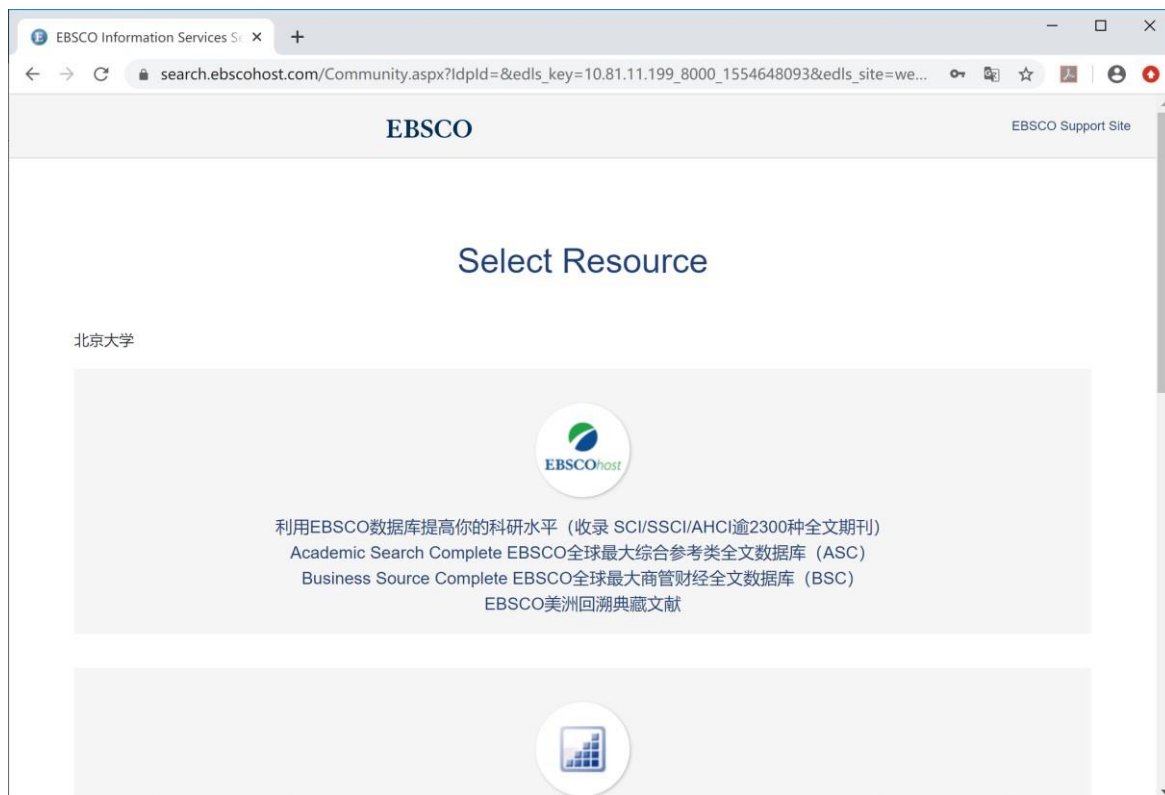 EBSCO Information Services Se
search.ebscohost.com/Community.aspx?IdpId=&edls_key=10.81.11.199_8000_1554648093&edls_site=we...
EBSCO
EBSCO Support Site
Select Resource
北京大学
EBSCOhost
利用EBSCO数据库提高你的科研水平（收录 SCI/SSCI/AHCI逾2300种全文期刊）
Academic Search Complete EBSCO全球最大综合参考类全文数据库（ASC）
Business Source Complete EBSCO全球最大商管财经全文数据库（BSC）
EBSCO美洲回溯典藏文献